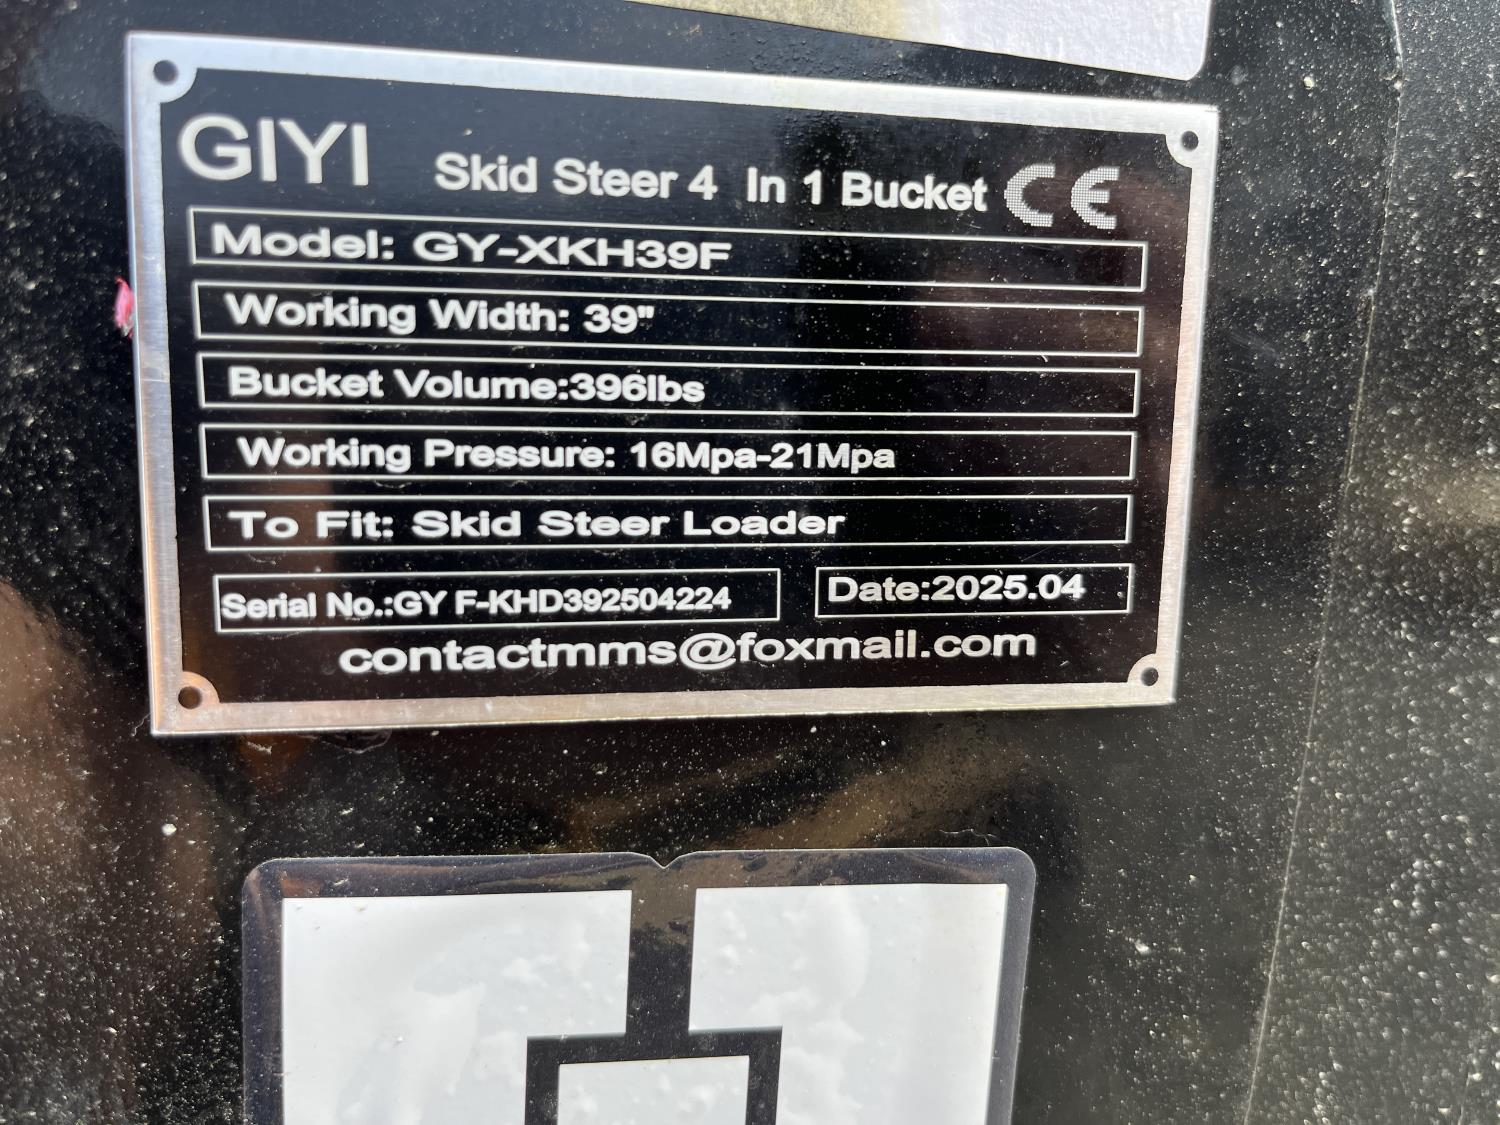 GIYI Skid Steer 4 In 1 Bucket CE
Model: GY-XKH39F
Working Width: 39"
Bucket Volume:396lbs
Working Pressure: 16Mpa-21Mpa
To Fit: Skid Steer Loader
Serial No.:GY F-KHD392504224 Date:2025.04
contactmms@foxmail.com